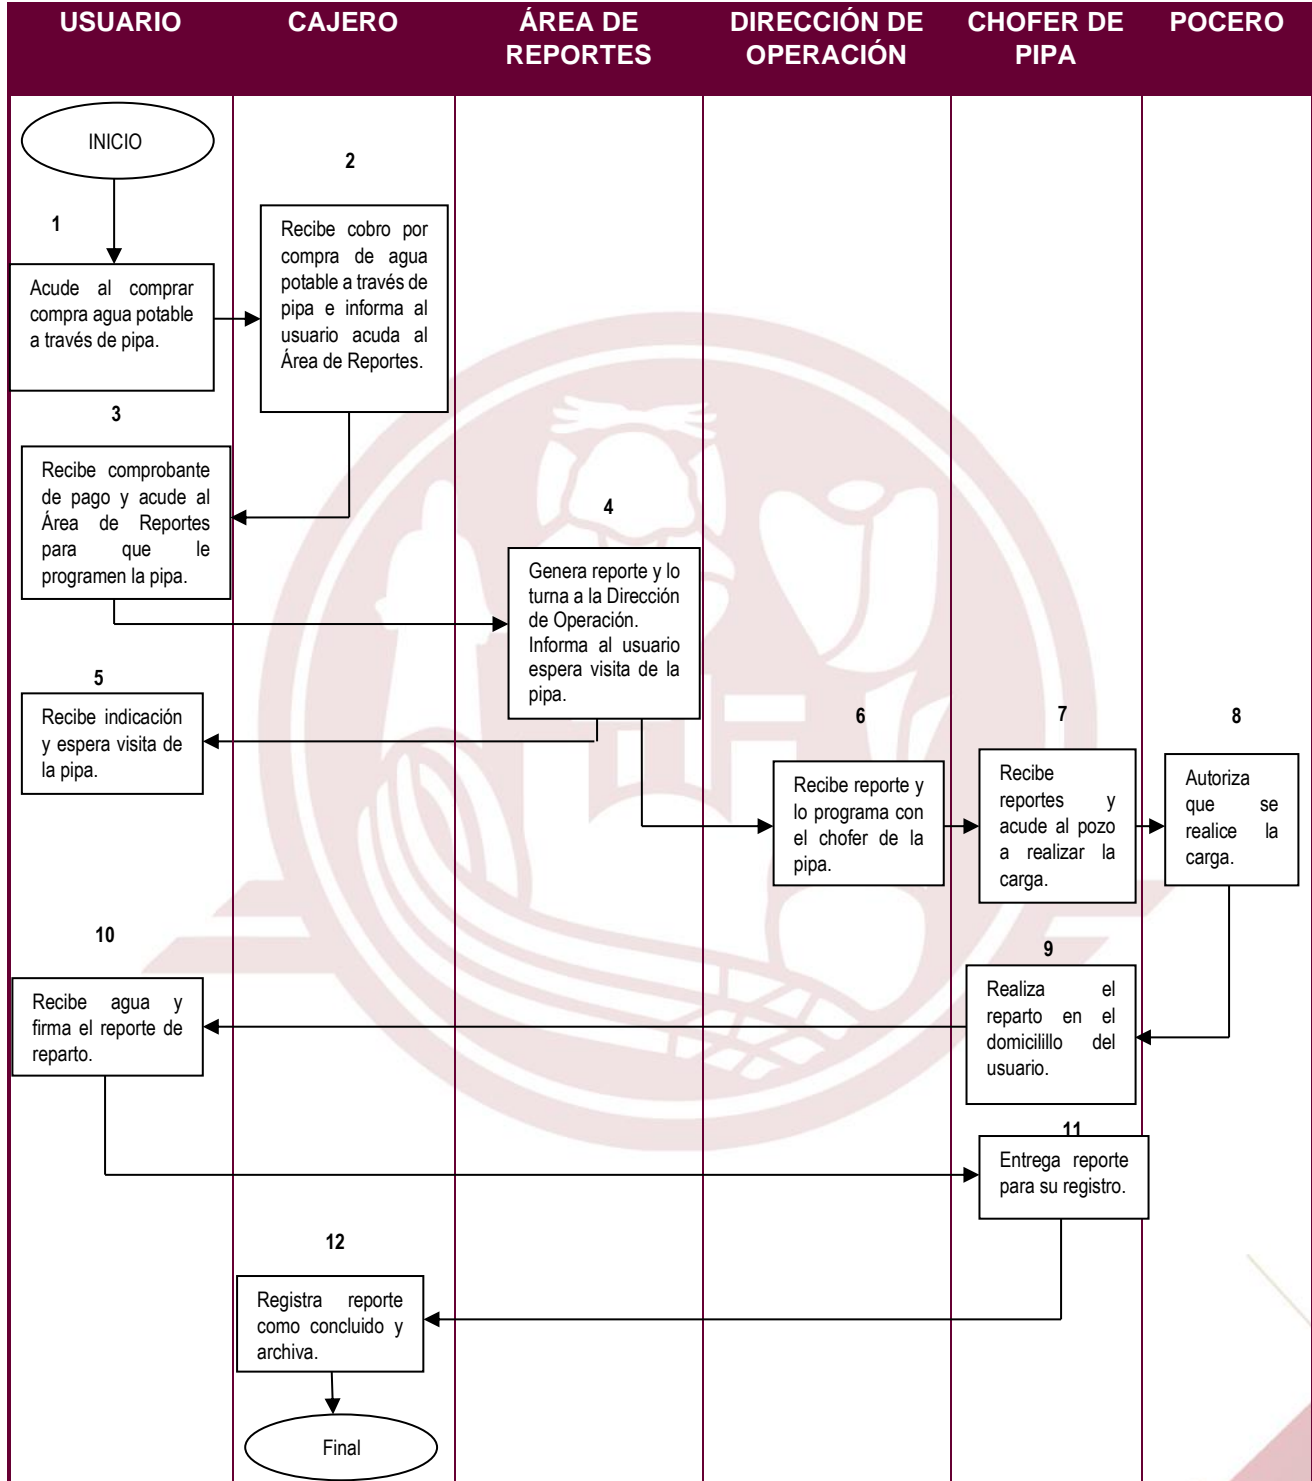 USUARIO
CAJERO
ÁREA DE
REPORTES
DIRECCIÓN DE
OPERACIÓN
CHOFER DE
PIPA
POCERO
INICIO
1
Acude al comprar
compra agua potable
a través de pipa.
2
Recibe cobro por
compra de agua
potable a través de
pipa e informa al
usuario acuda al
Área de Reportes.
3
Recibe comprobante
de pago y acude al
Área de Reportes
para que le
programen la pipa.
4
Genera reporte y lo
turna a la Dirección
de Operación.
Informa al usuario
espera visita de la
pipa.
5
Recibe indicación
y espera visita de
la pipa.
6
Recibe reporte y
lo programa con
el chofer de la
pipa.
7
Recibe
reportes y
acude al pozo
a realizar la
carga.
8
Autoriza
que se
realice la
carga.
9
Realiza el
reparto en el
domicilillo del
usuario.
10
Recibe agua y
firma el reporte de
reparto.
11
Entrega reporte
para su registro.
12
Registra reporte
como concluido y
archiva.
Final